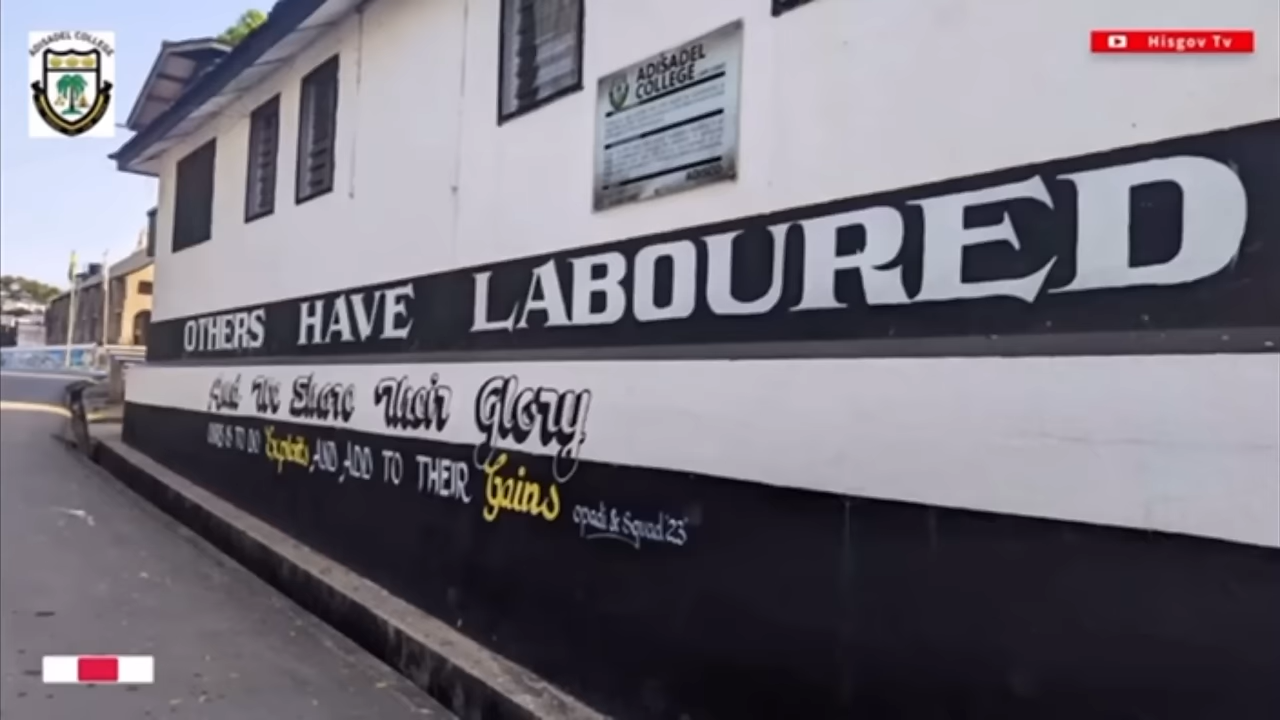 ADISADEL COLLEGE
Hisgov Tv
ADISADEL
COLLEGE
OTHERS HAVE LABOURED
And We Share Their Glory
OURS IS TO DO Exploits AND ADD TO THEIR Gains
opadi & Squad '23